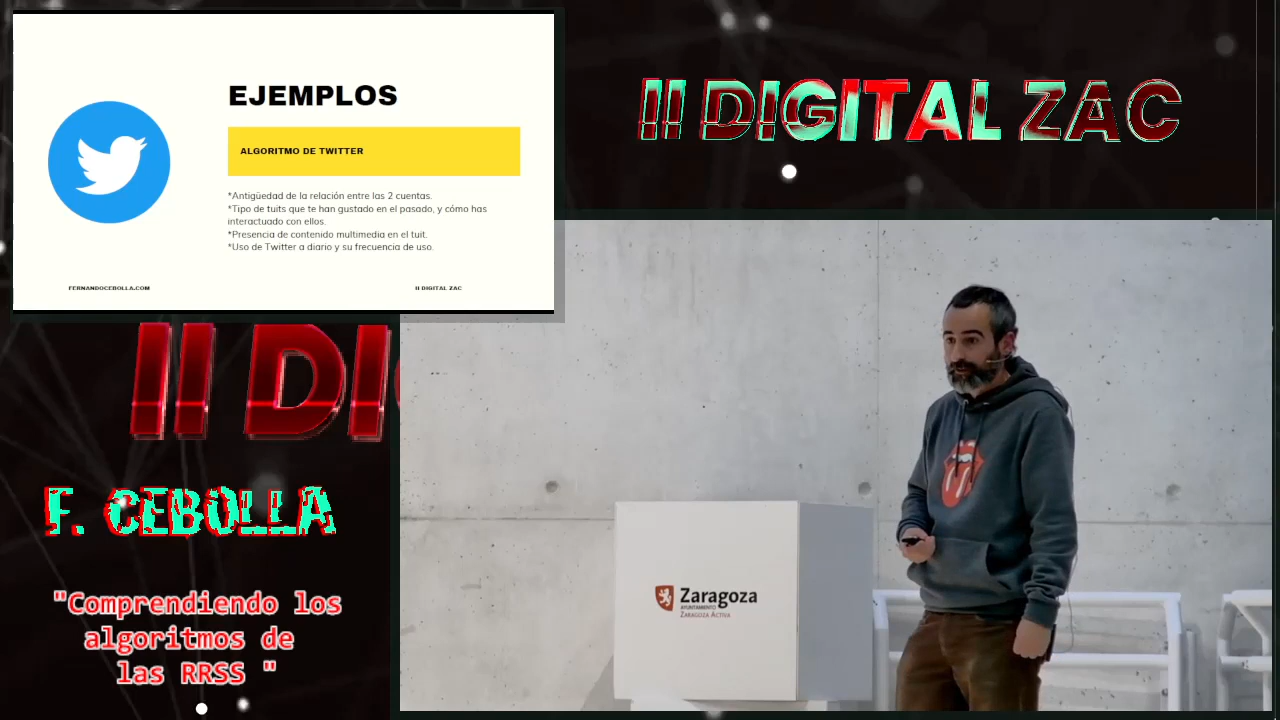 EJEMPLOS
ALGORITMO DE TWITTER
*Antigüedad de la relación entre las 2 cuentas.
*Tipo de tuits que te han gustado en el pasado, y cómo has
interactuado con ellos.
*Presencia de contenido multimedia en el tuit.
*Uso de Twitter a diario y su frecuencia de uso.
FERNANDOCEBOLLA.COM
II DIGITAL ZAC
II DIGITAL ZAC
II DI
F. CEBOLLA
"Comprendiendo los
algoritmos de
las RRSS "
Zaragoza
AYUNTAMIENTO
ZARAGOZA ACTIVA